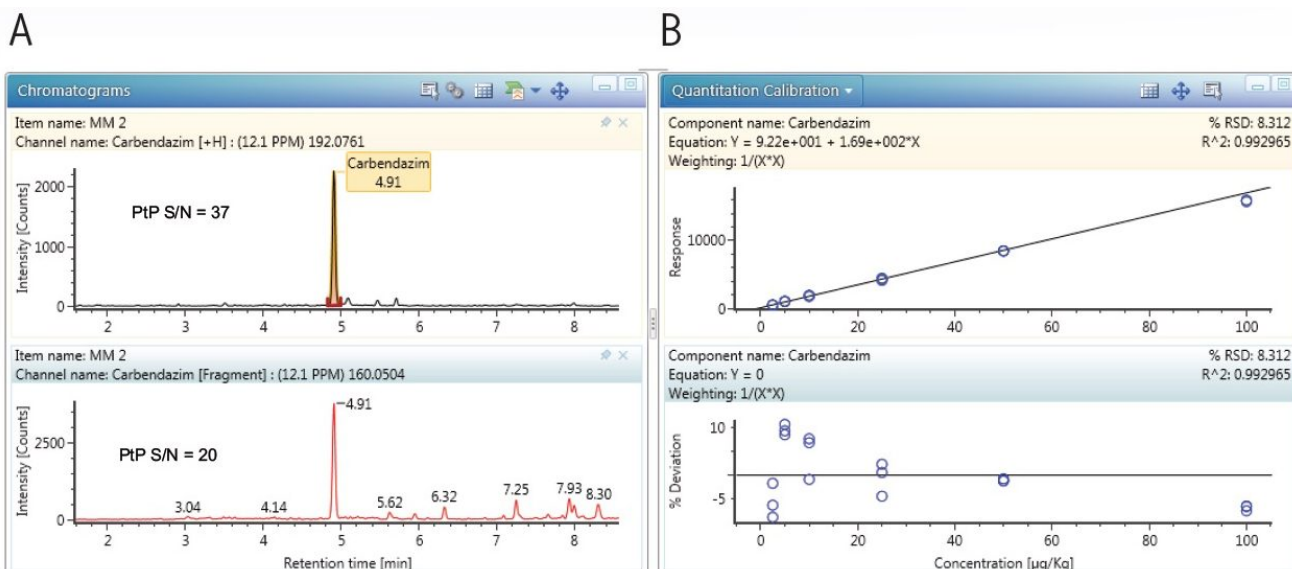 A
B
Chromatograms
Item name: MM 2
Channel name: Carbendazim [+H] : (12.1 PPM) 192.0761
Carbendazim
4.91
PtP S/N = 37
Intensity [Counts]
2000
1000
0
2 3 4 5 6 7 8
Item name: MM 2
Channel name: Carbendazim [Fragment] : (12.1 PPM) 160.0504
4.91
PtP S/N = 20
Intensity [Counts]
2500
0
3.04 4.14 5.62 6.32 7.25 7.93 8.30
2 3 4 5 6 7 8
Retention time [min]
Quantitation Calibration
Component name: Carbendazim % RSD: 8.312
Equation: Y = 9.22e+001 + 1.69e+002*X R^2: 0.992965
Weighting: 1/(X*X)
Response
10000
0
0 20 40 60 80 100
Component name: Carbendazim % RSD: 8.312
Equation: Y = 0 R^2: 0.992965
Weighting: 1/(X*X)
% Deviation
10
-5
0 20 40 60 80 100
Concentration [µg/Kg]